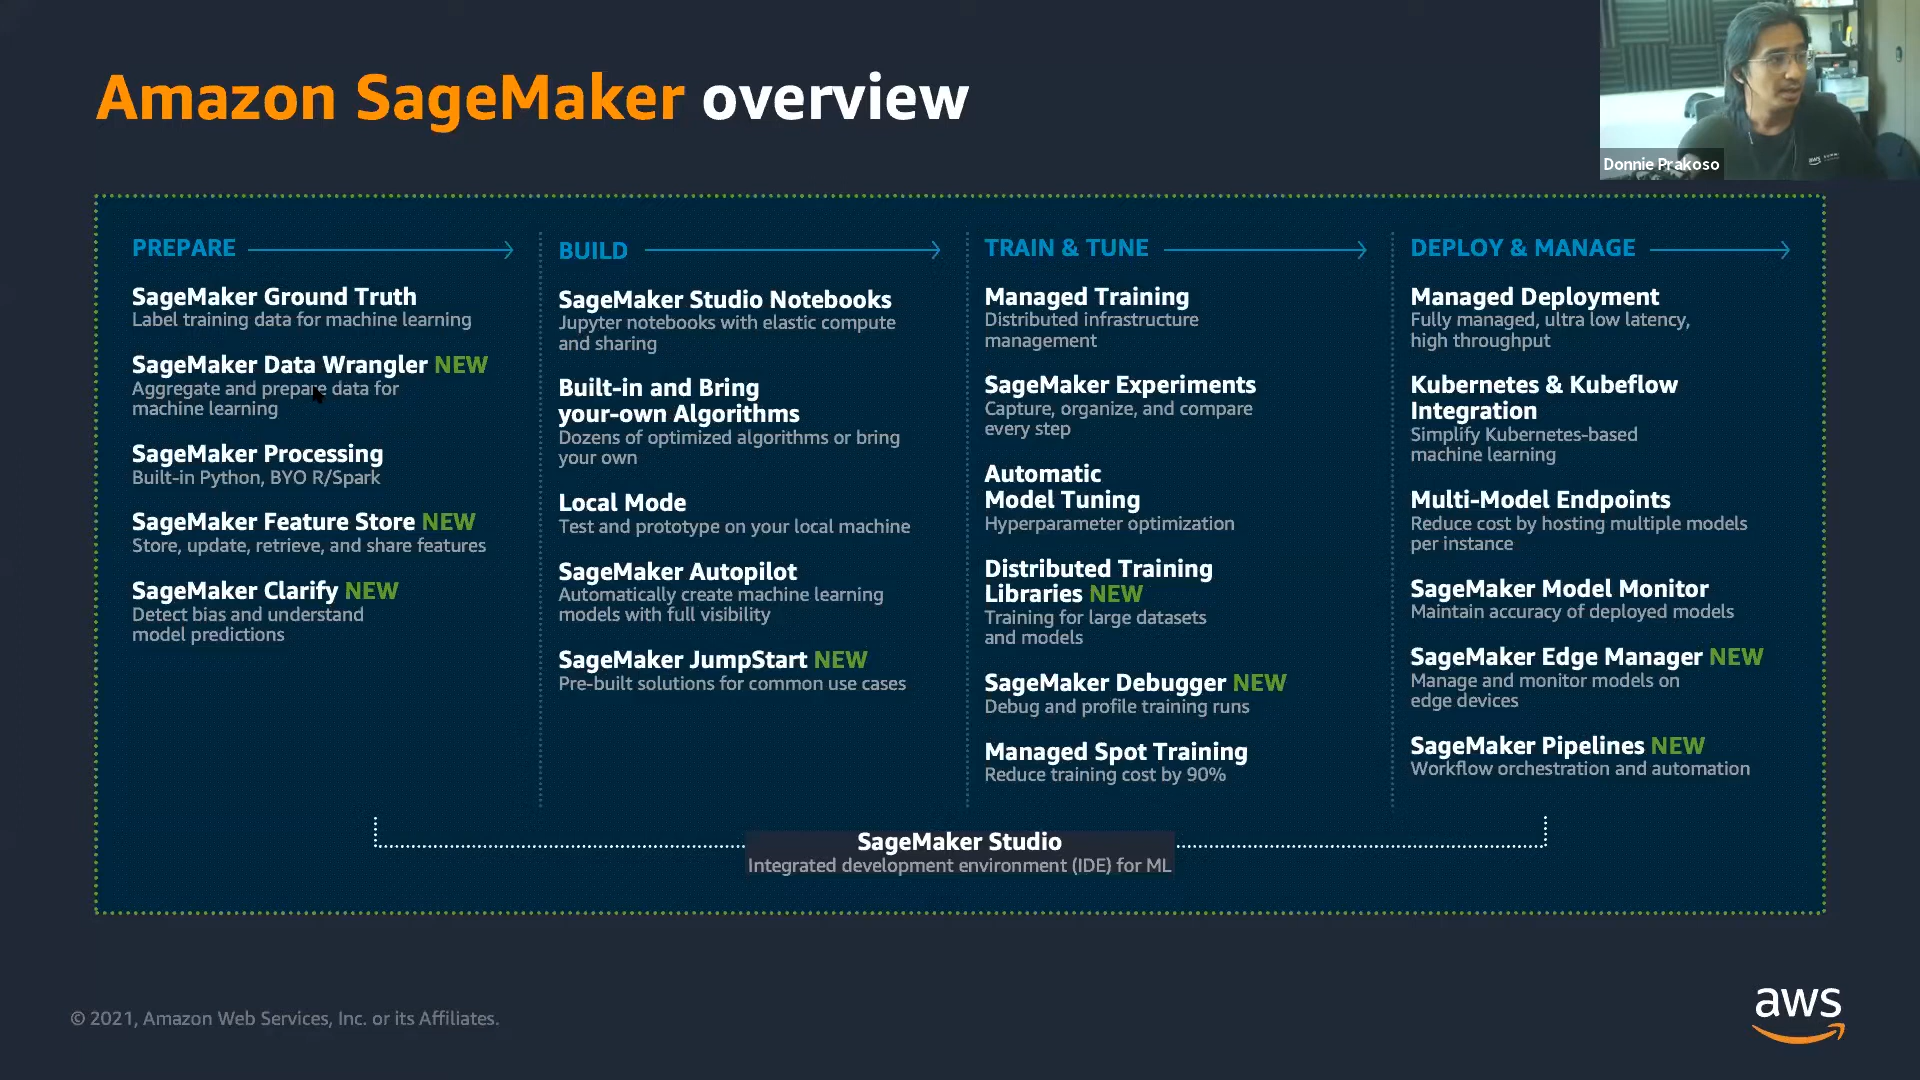 Amazon SageMaker overview
Donnie Prakoso
PREPARE
SageMaker Ground Truth
Label training data for machine learning
SageMaker Data Wrangler NEW
Aggregate and prepare data for
machine learning
SageMaker Processing
Built-in Python, BYO R/Spark
SageMaker Feature Store NEW
Store, update, retrieve, and share features
SageMaker Clarify NEW
Detect bias and understand
model predictions
BUILD
SageMaker Studio Notebooks
Jupyter notebooks with elastic compute
and sharing
Built-in and Bring
your-own Algorithms
Dozens of optimized algorithms or bring
your own
Local Mode
Test and prototype on your local machine
SageMaker Autopilot
Automatically create machine learning
models with full visibility
SageMaker JumpStart NEW
Pre-built solutions for common use cases
TRAIN & TUNE
Managed Training
Distributed infrastructure
management
SageMaker Experiments
Capture, organize, and compare
every step
Automatic
Model Tuning
Hyperparameter optimization
Distributed Training
Libraries NEW
Training for large datasets
and models
SageMaker Debugger NEW
Debug and profile training runs
Managed Spot Training
Reduce training cost by 90%
DEPLOY & MANAGE
Managed Deployment
Fully managed, ultra low latency,
high throughput
Kubernetes & Kubeflow
Integration
Simplify Kubernetes-based
machine learning
Multi-Model Endpoints
Reduce cost by hosting multiple models
per instance
SageMaker Model Monitor
Maintain accuracy of deployed models
SageMaker Edge Manager NEW
Manage and monitor models on
edge devices
SageMaker Pipelines NEW
Workflow orchestration and automation
SageMaker Studio
Integrated development environment (IDE) for ML
© 2021, Amazon Web Services, Inc. or its Affiliates.
aws